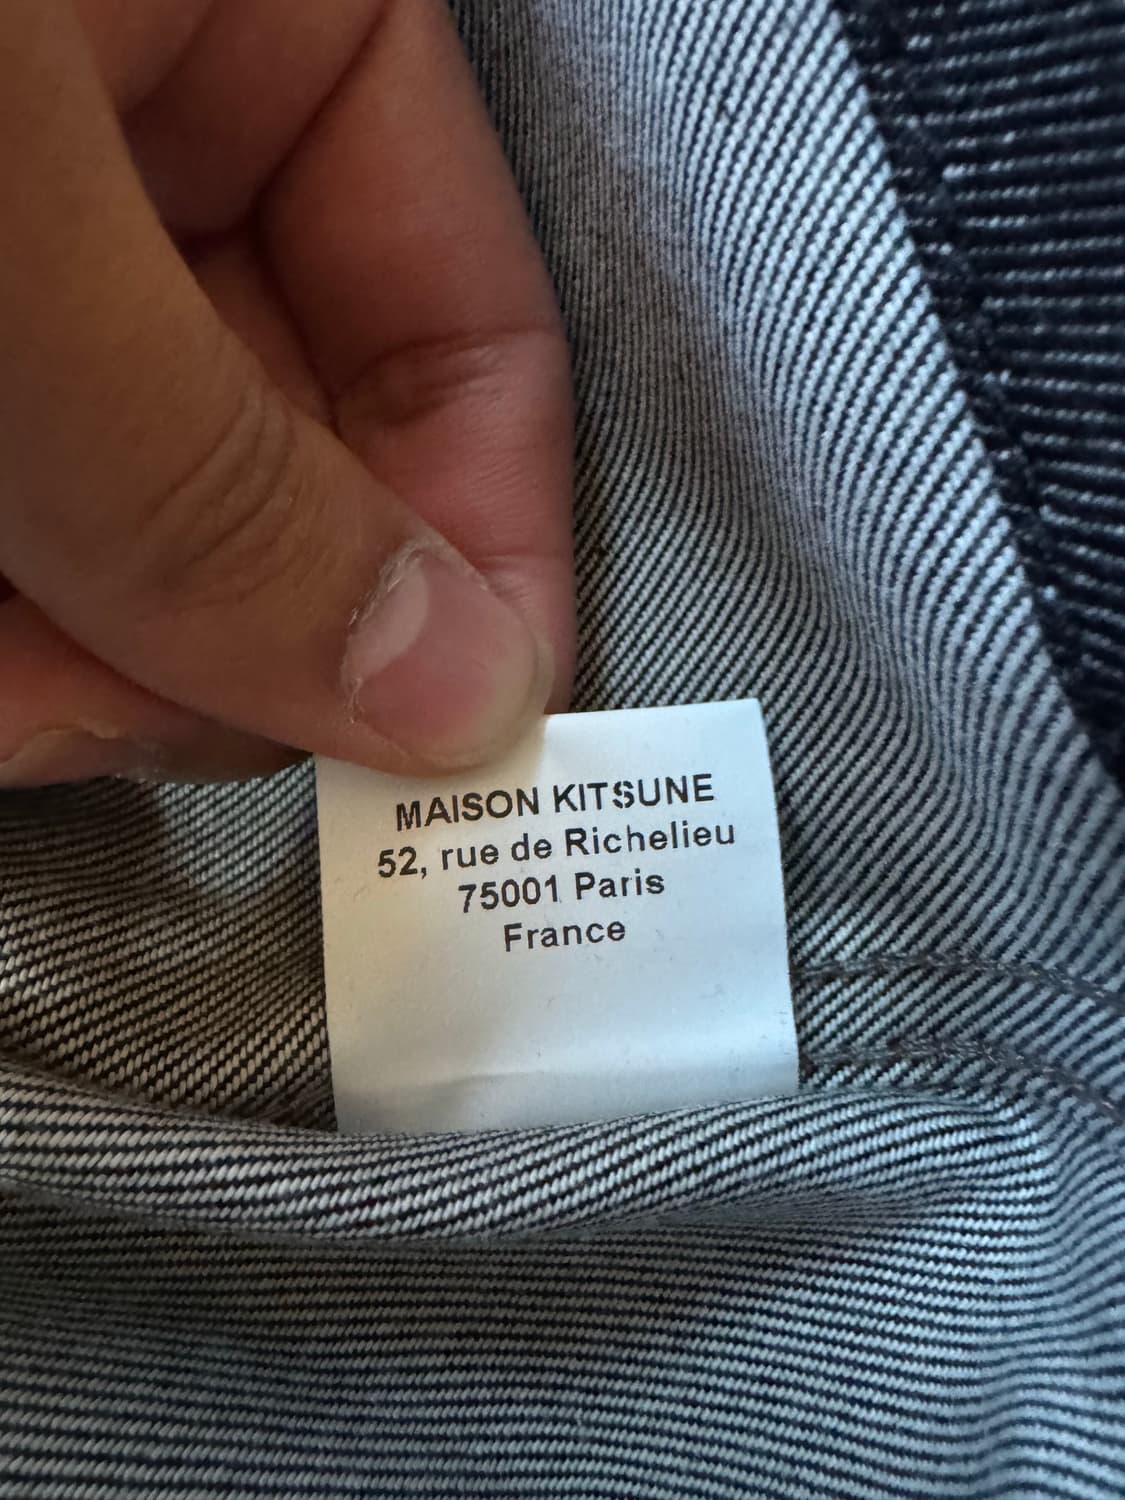 MAISON KITSUNE
52, rue de Richelieu
75001 Paris
France